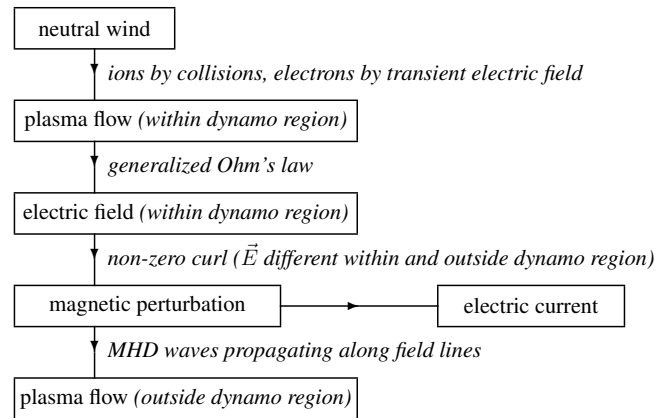 neutral wind
ions by collisions, electrons by transient electric field
plasma flow (within dynamo region)
generalized Ohm's law
electric field (within dynamo region)
non-zero curl (\vec{E} different within and outside dynamo region)
magnetic perturbation
electric current
MHD waves propagating along field lines
plasma flow (outside dynamo region)